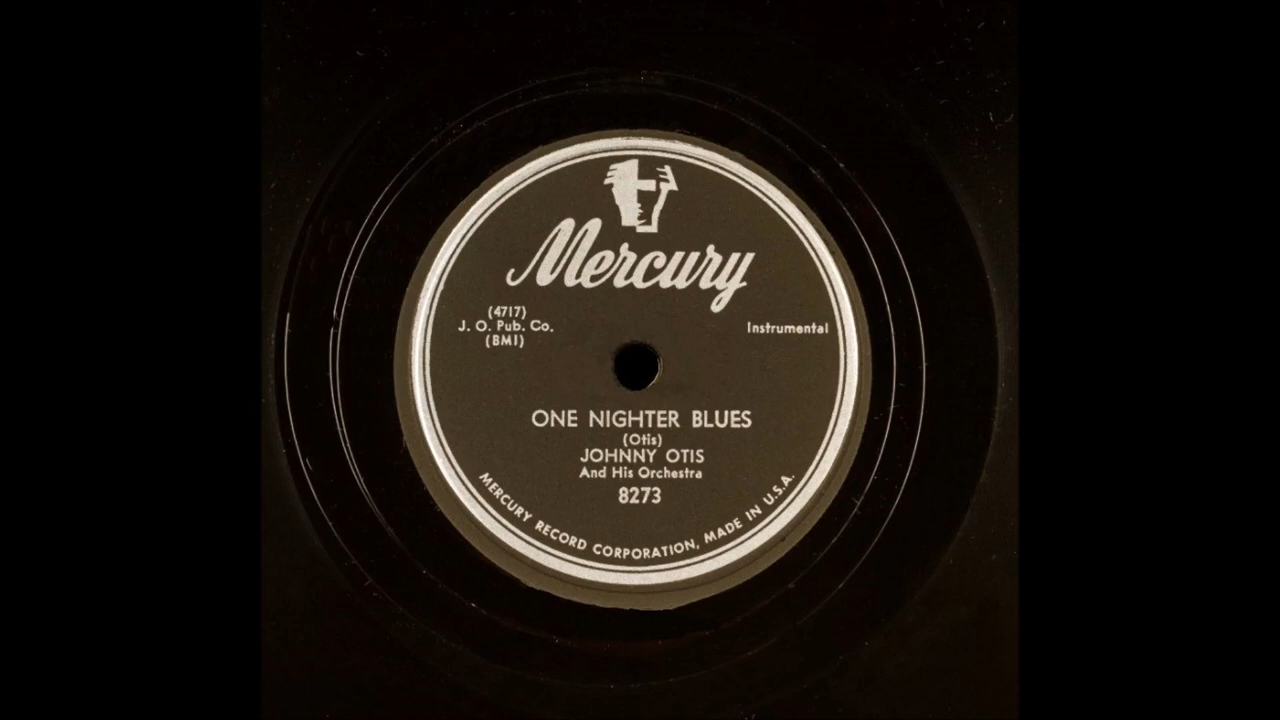 Mercury
(4717)
J. O. Pub. Co.
(BMI)
Instrumental
ONE NIGHTER BLUES
(Otis)
JOHNNY OTIS
And His Orchestra
8273
MERCURY RECORD CORPORATION, MADE IN U.S.A.